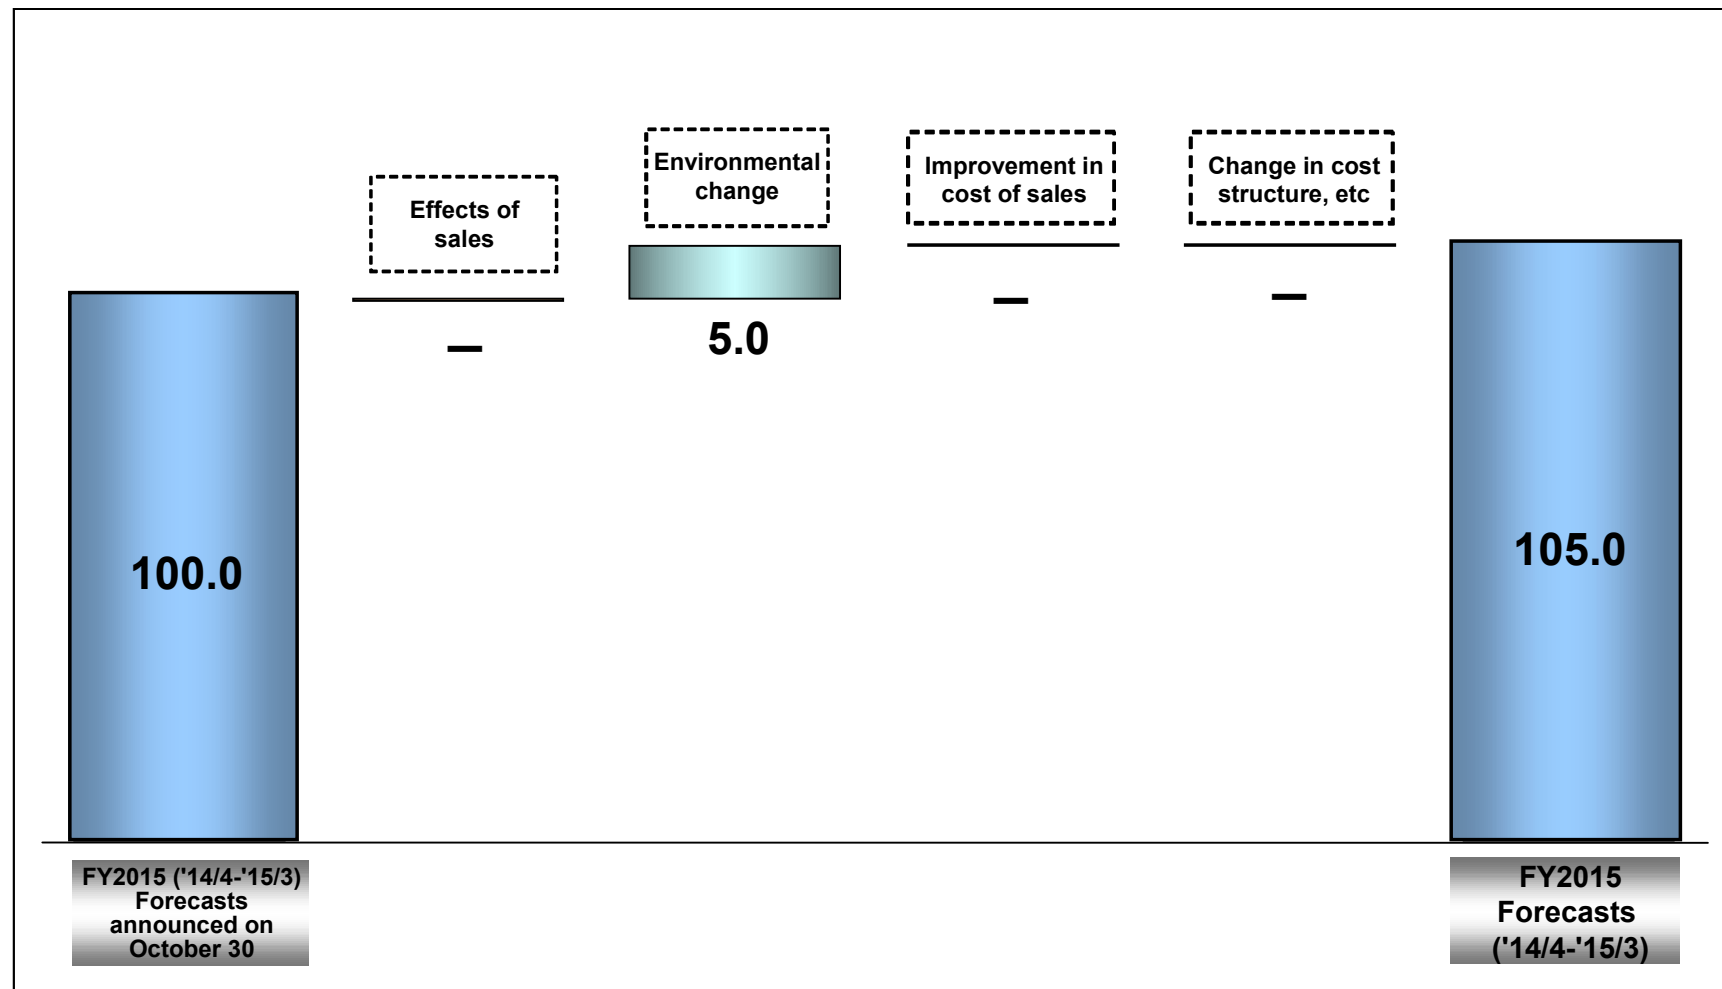 Effects of
sales
–
Environmental
change
5.0
Improvement in
cost of sales
–
Change in cost
structure, etc
–
100.0
105.0
FY2015 ('14/4-'15/3)
Forecasts
announced on
October 30
FY2015
Forecasts
('14/4-'15/3)